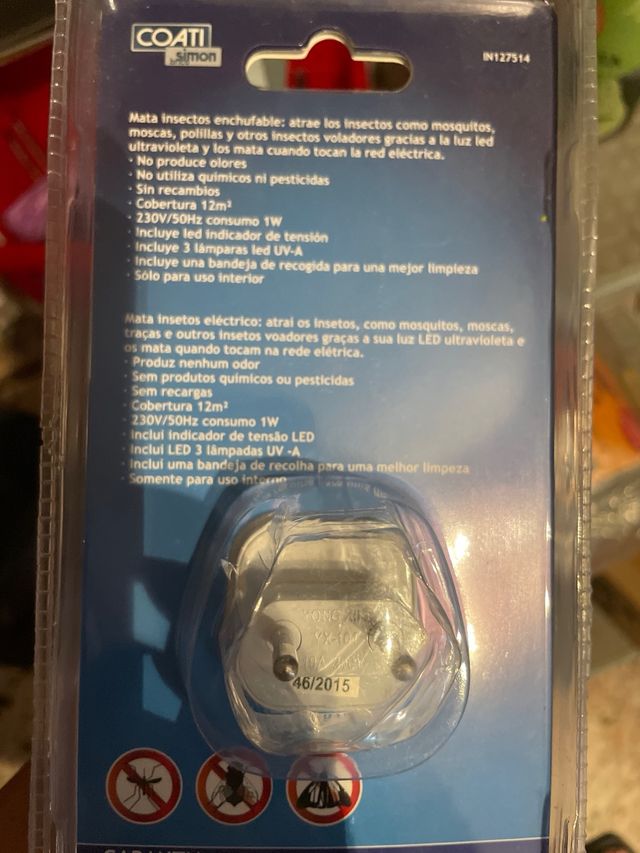 COATI
simon
IN127514
Mata insectos enchufable: atrae los insectos como mosquitos,
moscas, polillas y otros insectos voladores gracias a la luz led
ultravioleta y los mata cuando tocan la red eléctrica.
· No produce olores
· No utiliza quimicos ni pesticidas
· Sin recambios
· Cobertura 12m²
· 230V/50Hz consumo 1W
· Incluye led indicador de tensión
· Incluye 3 lámparas led UV-A
· Incluye una bandeja de recogida para una mejor limpieza
· Sólo para uso interior
Mata insetos eléctrico: atrai os insetos, como mosquitos, moscas,
traças e outros insetos voadores graças a sua luz LED ultravioleta e
os mata quando tocam na rede elétrica.
· Produz nenhum odor
· Sem produtos quimicos ou pesticidas
· Sem recargas
· Cobertura 12m²
· 230V/50Hz consumo 1W
· Inclui indicador de tensão LED
· Inclui LED 3 lâmpadas UV -A
· Inclui uma bandeja de recolha para uma melhor limpeza
· Somente para uso interno
46/2015